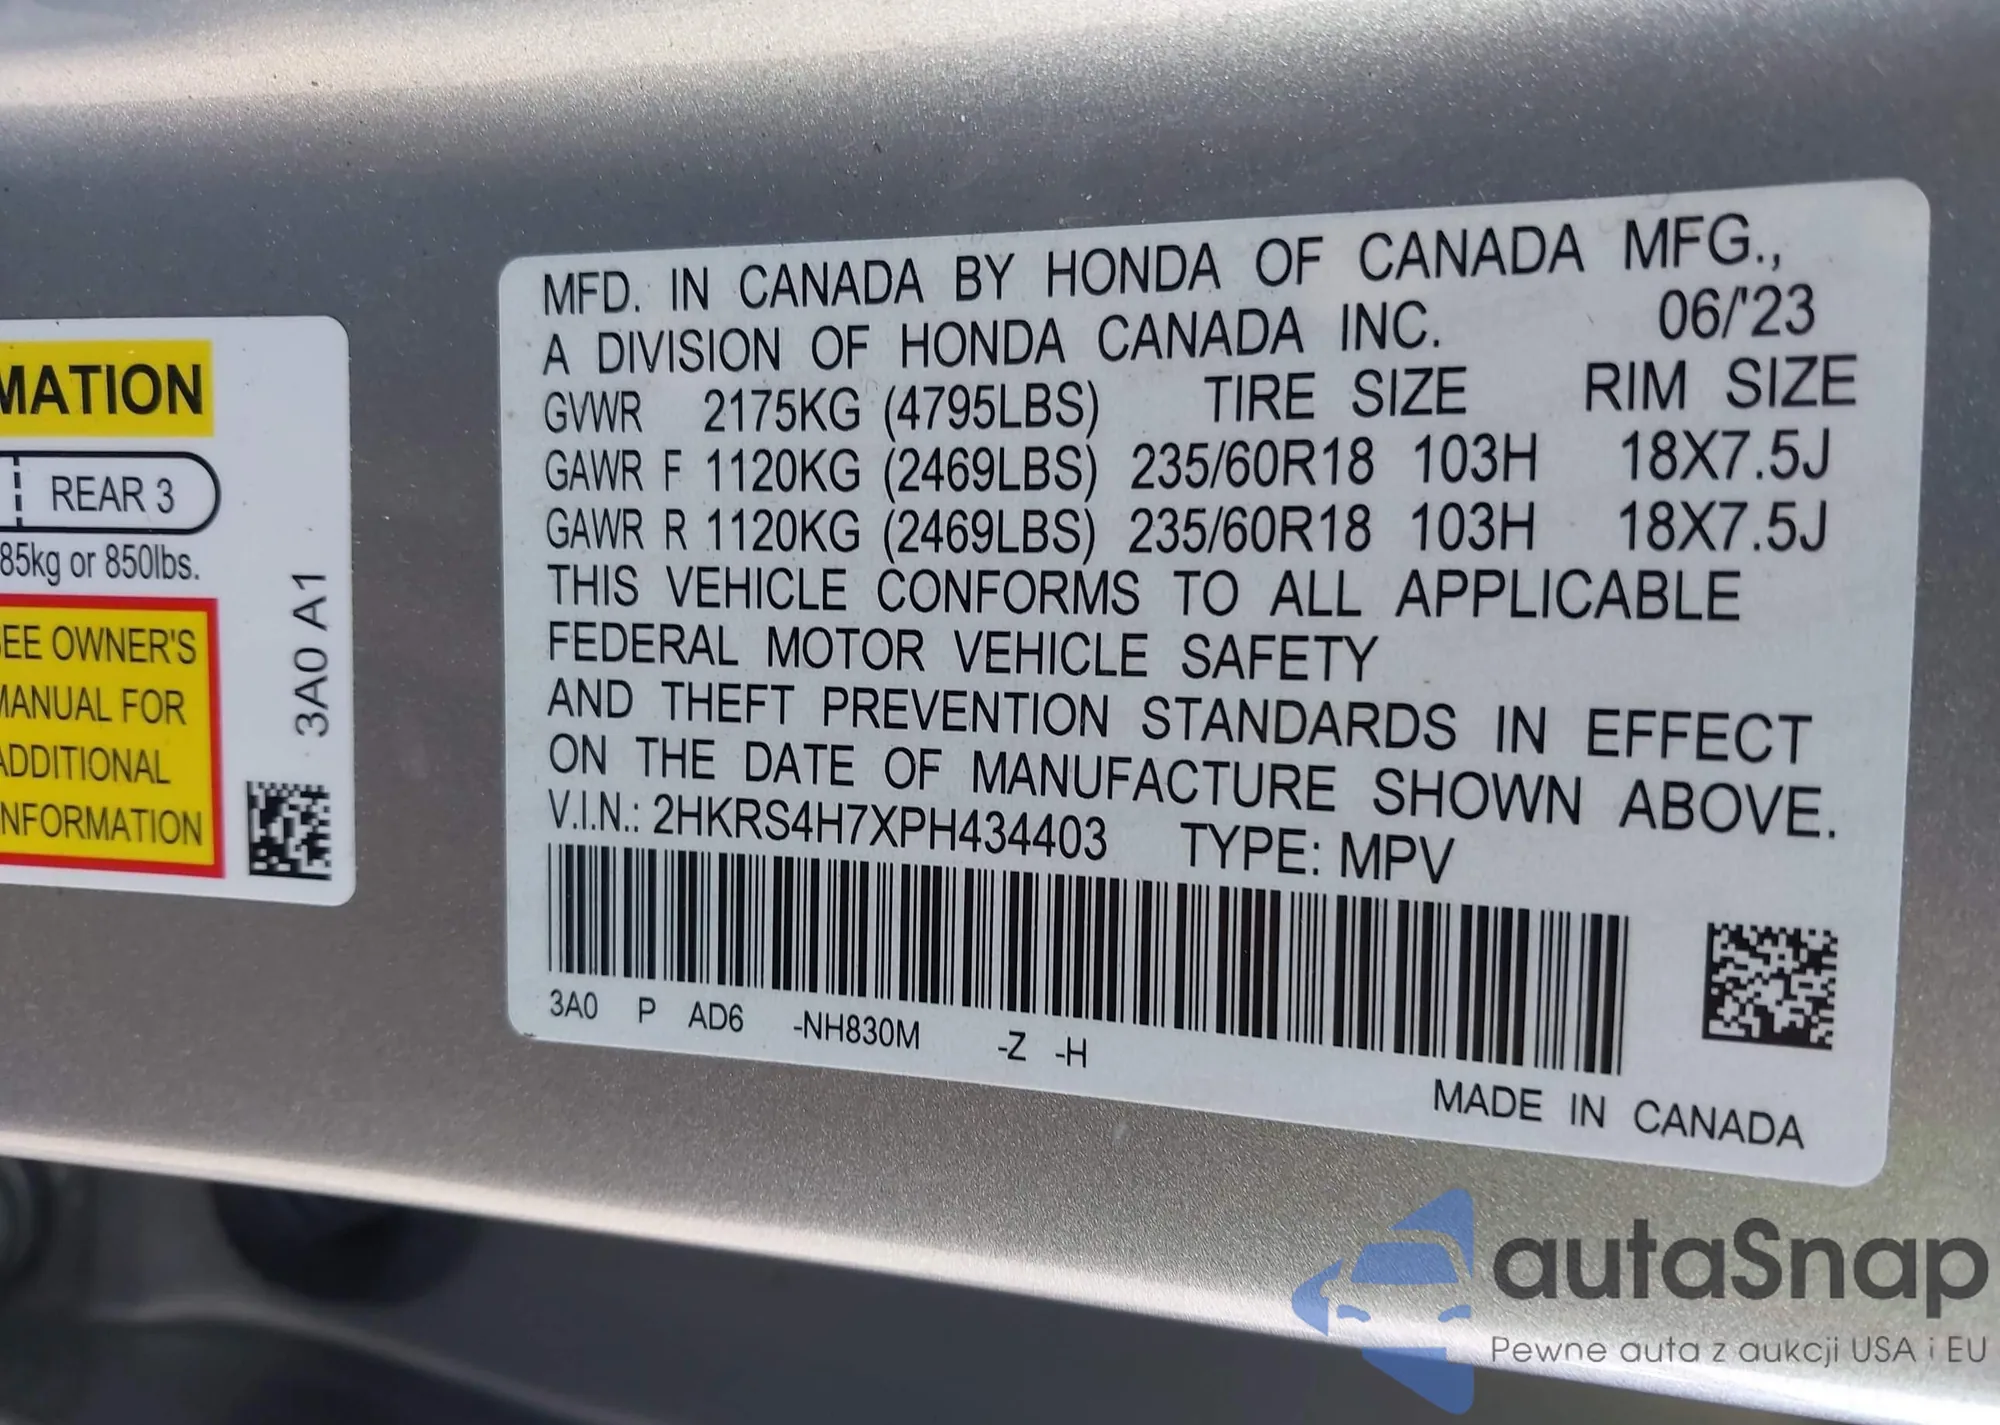 MATION
REAR 3
85kg or 850lbs.
EE OWNER'S
MANUAL FOR
ADDITIONAL
NFORMATION
3A0 A1
MFD. IN CANADA BY HONDA OF CANADA MFG.,
A DIVISION OF HONDA CANADA INC. 06/'23
GVWR 2175KG (4795LBS) TIRE SIZE RIM SIZE
GAWR F 1120KG (2469LBS) 235/60R18 103H 18X7.5J
GAWR R 1120KG (2469LBS) 235/60R18 103H 18X7.5J
THIS VEHICLE CONFORMS TO ALL APPLICABLE
FEDERAL MOTOR VEHICLE SAFETY
AND THEFT PREVENTION STANDARDS IN EFFECT
ON THE DATE OF MANUFACTURE SHOWN ABOVE.
V.I.N.: 2HKRS4H7XPH434403 TYPE: MPV
3A0 P AD6 -NH830M -Z -H
MADE IN CANADA
autaSnap
Pewne auta z aukcji USA i EU